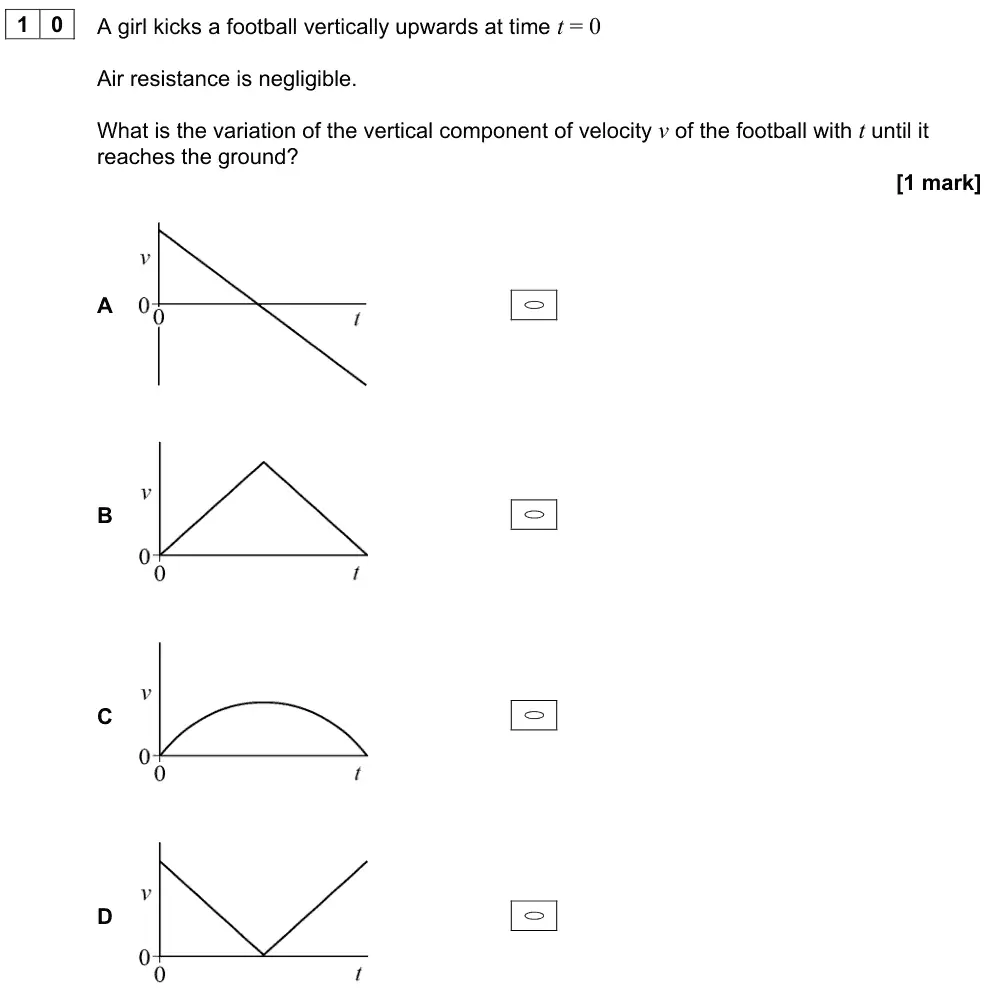 1 0 A girl kicks a football vertically upwards at time t = 0
Air resistance is negligible.
What is the variation of the vertical component of velocity v of the football with t until it
reaches the ground?
[1 mark]
v
A 0
0 t
v
B
0
0 t
v
C
0
0 t
v
D
0
0 t